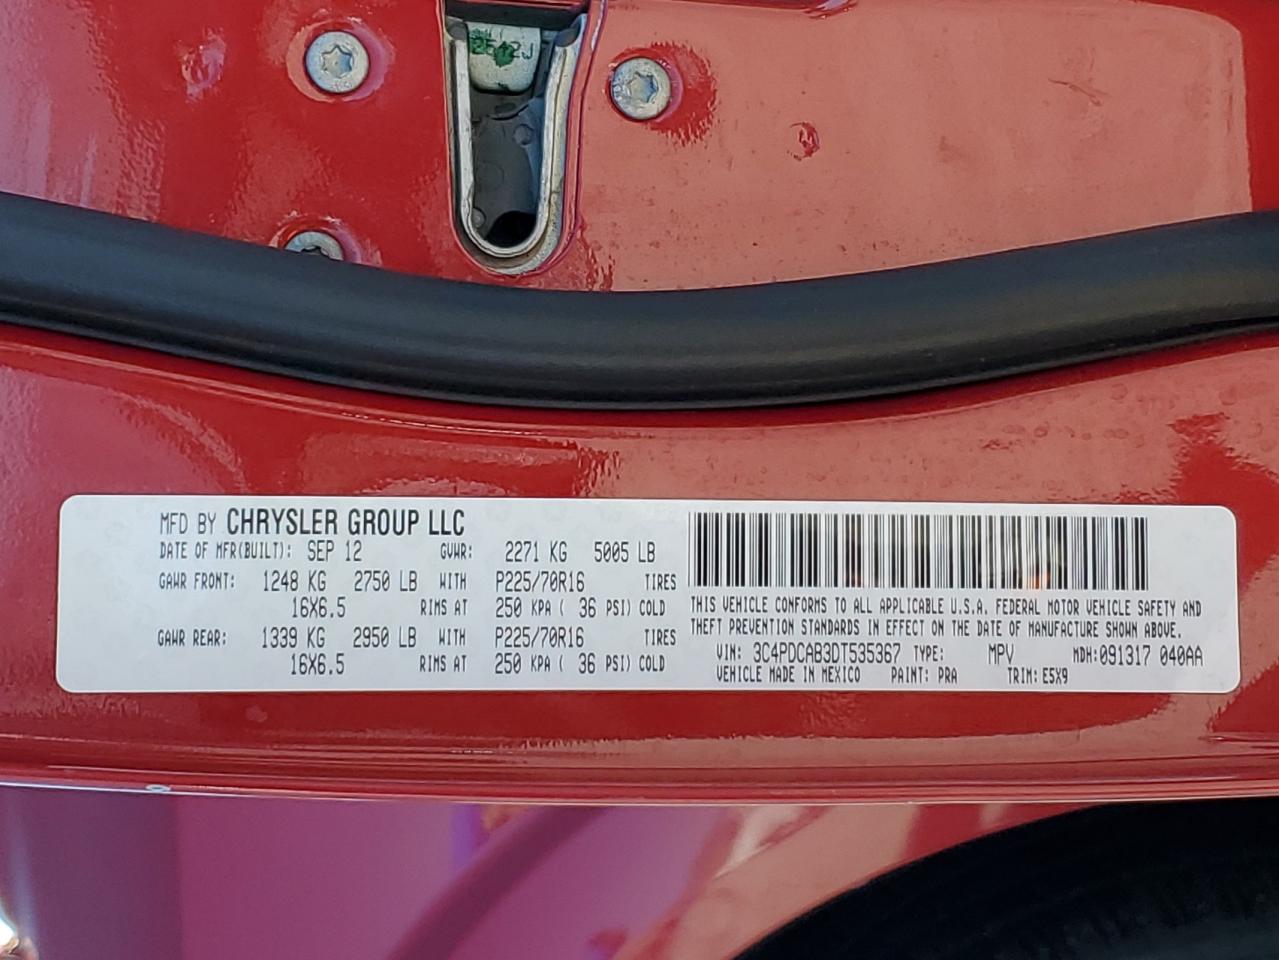 2542J
MFD BY CHRYSLER GROUP LLC
DATE OF MFR(BUILT): SEP 12 GVWR: 2271 KG 5005 LB
GAWR FRONT: 1248 KG 2750 LB WITH P225/70R16 TIRES
16X6.5 RIMS AT 250 KPA ( 36 PSI) COLD
GAWR REAR: 1339 KG 2950 LB WITH P225/70R16 TIRES
16X6.5 RIMS AT 250 KPA ( 36 PSI) COLD
THIS VEHICLE CONFORMS TO ALL APPLICABLE U.S.A. FEDERAL MOTOR VEHICLE SAFETY AND
THEFT PREVENTION STANDARDS IN EFFECT ON THE DATE OF MANUFACTURE SHOWN ABOVE.
VIN: 3C4PDCAB3DT535367 TYPE: MPV MDH:091317 040AA
VEHICLE MADE IN MEXICO PAINT: PRA TRIM: E5X9